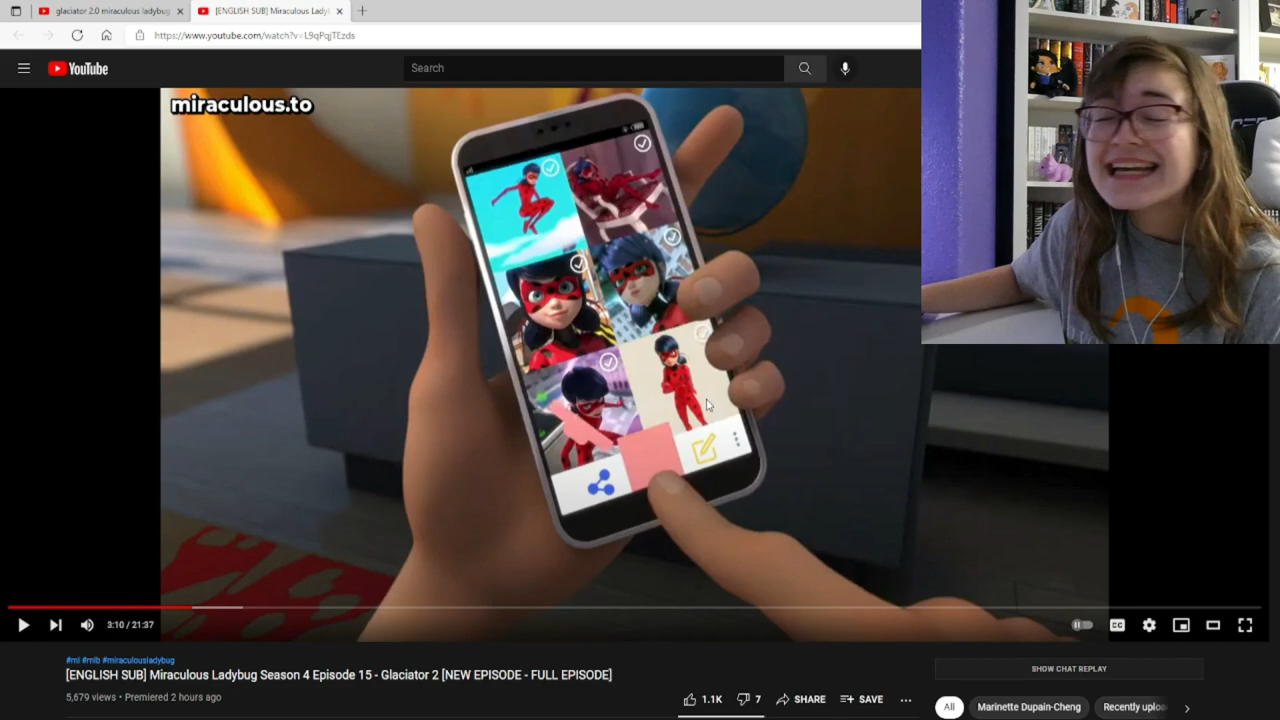 glaciator 2.0 miraculous ladybug
[ENGLISH SUB] Miraculous Lady
https://www.youtube.com/watch?v=L9qPqjTEzds
YouTube
Search
miraculous.to
3:10 / 21:37
CC
#ml #mlb #miraculousladybug
[ENGLISH SUB] Miraculous Ladybug Season 4 Episode 15 - Glaciator 2 [NEW EPISODE - FULL EPISODE]
5,679 views • Premiered 2 hours ago
1.1K
7
SHARE
SAVE
SHOW CHAT REPLAY
All
Marinette Dupain-Cheng
Recently uploa